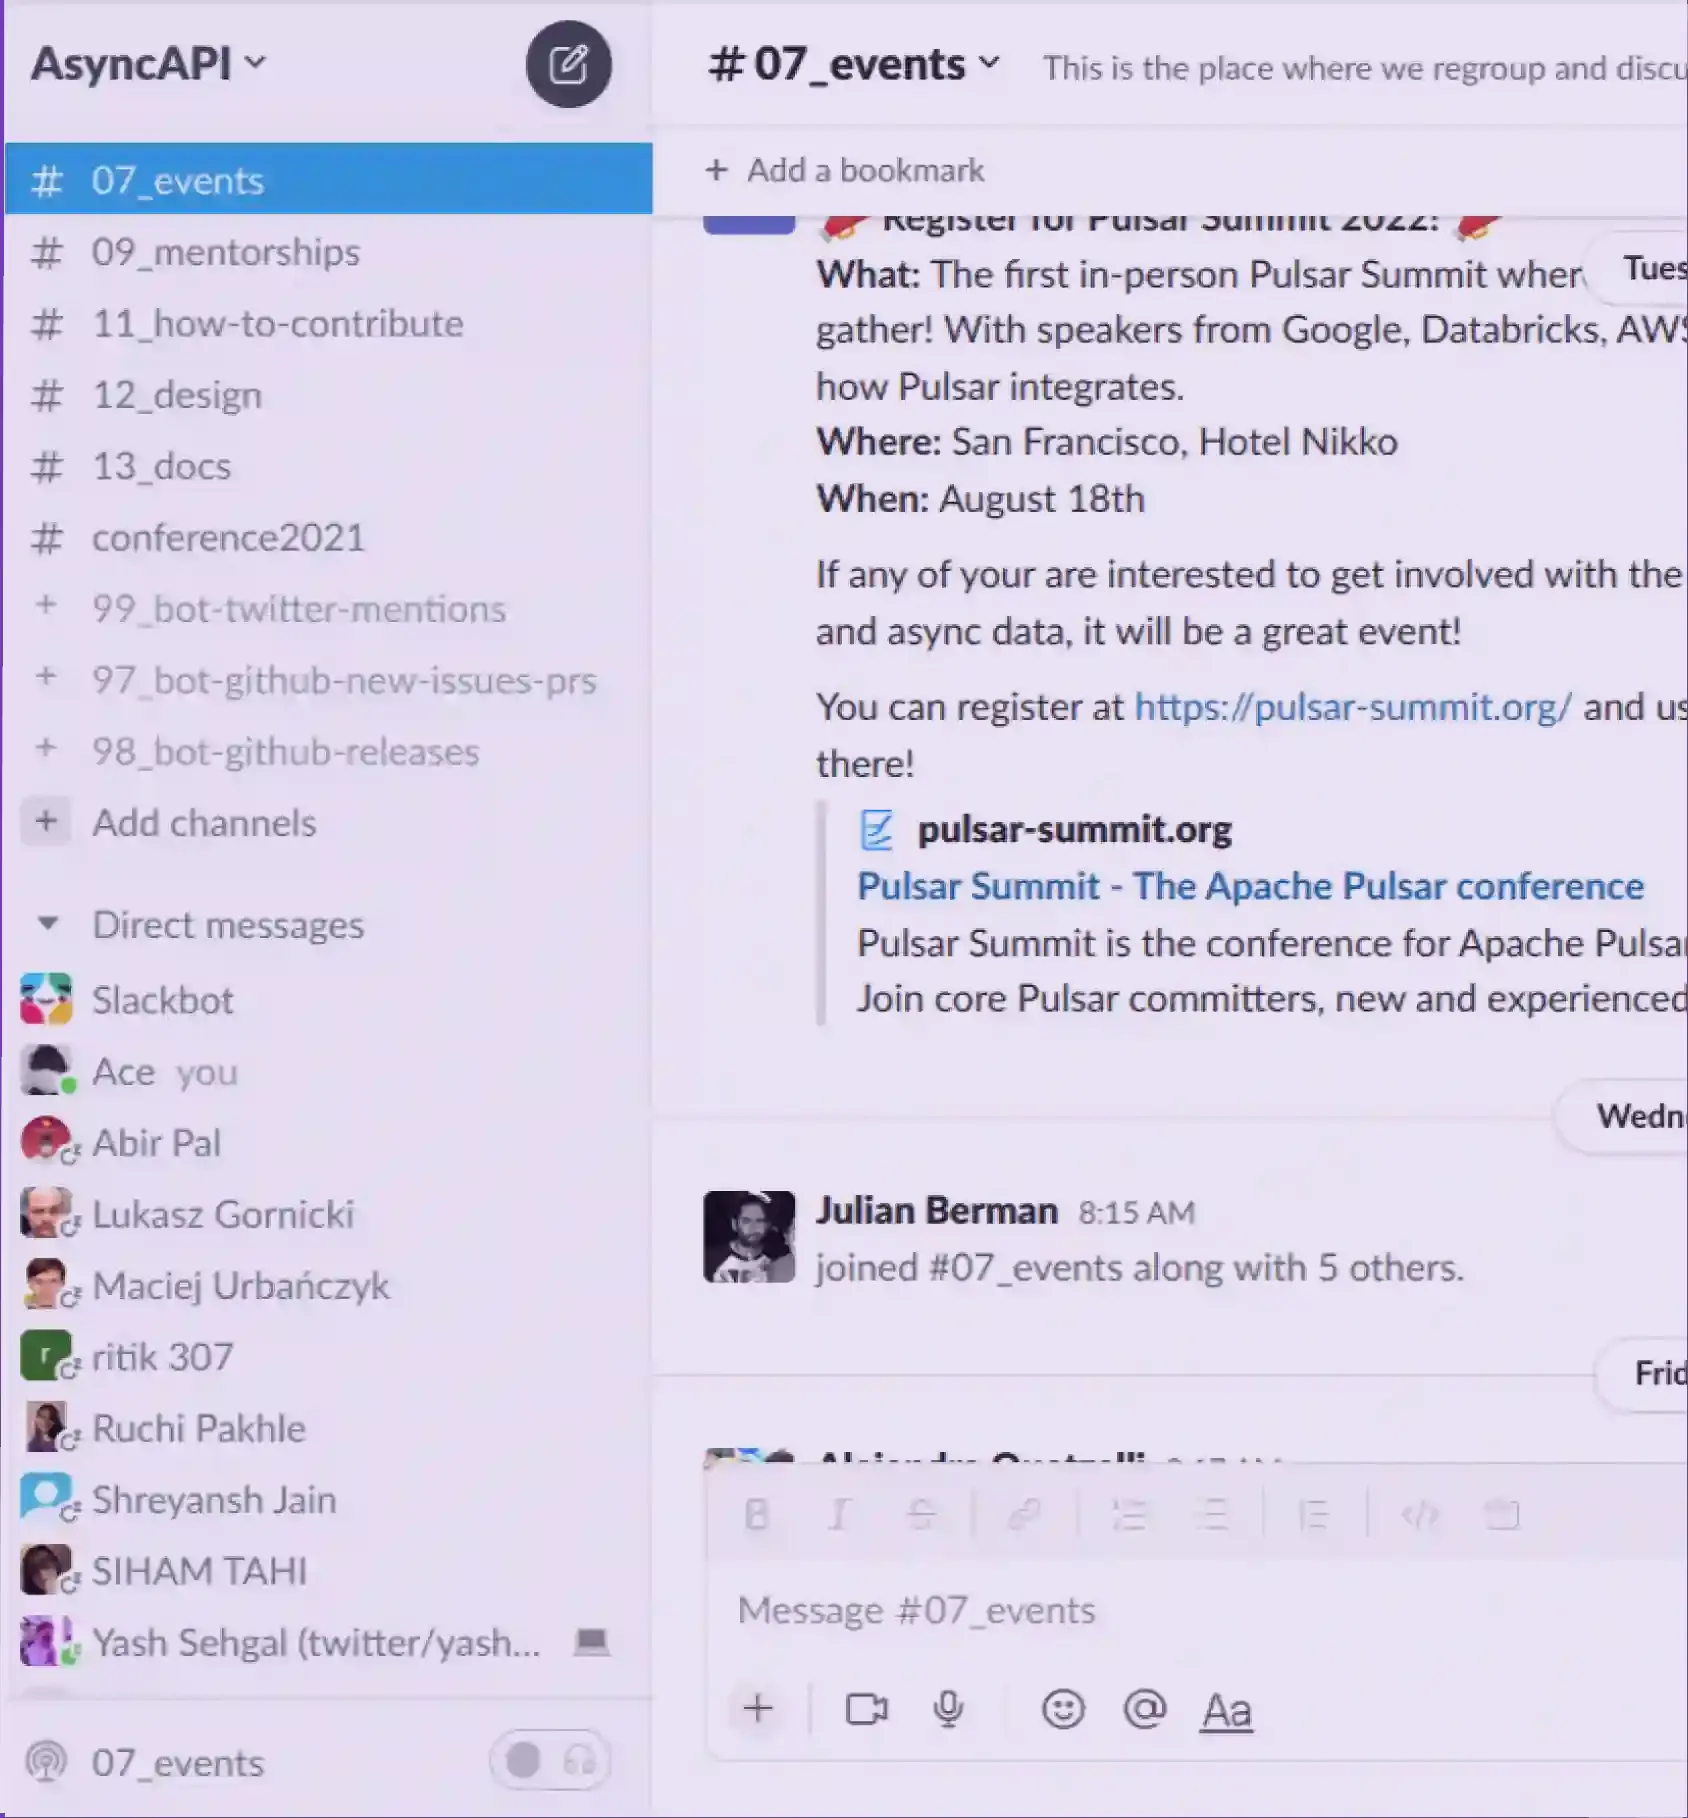 AsyncAPI
# 07_events
# 09_mentorships
# 11_how-to-contribute
# 12_design
# 13_docs
# conference2021
+ 99_bot-twitter-mentions
+ 97_bot-github-new-issues-prs
+ 98_bot-github-releases
+ Add channels
Direct messages
Slackbot
Ace you
Abir Pal
Lukasz Gornicki
Maciej Urbańczyk
r ritik 307
Ruchi Pakhle
Shreyansh Jain
SIHAM TAHI
Yash Sehgal (twitter/yash...
07_events
# 07_events This is the place where we regroup and discu
+ Add a bookmark
Register for Pulsar Summit 2022!
What: The first in-person Pulsar Summit wher
Tues
gather! With speakers from Google, Databricks, AWS
how Pulsar integrates.
Where: San Francisco, Hotel Nikko
When: August 18th
If any of your are interested to get involved with the
and async data, it will be a great event!
You can register at https://pulsar-summit.org/ and us
there!
pulsar-summit.org
Pulsar Summit - The Apache Pulsar conference
Pulsar Summit is the conference for Apache Pulsar
Join core Pulsar committers, new and experienced
Wedn
Julian Berman 8:15 AM
joined #07_events along with 5 others.
Frid
B I S
Message #07_events
+ @ Aa